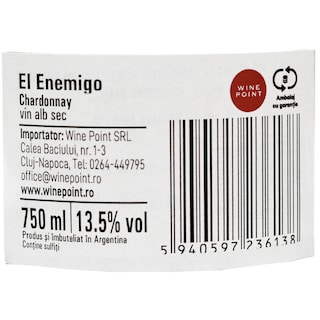 El Enemigo
Chardonnay
vin alb sec
Importator: Wine Point SRL
Calea Baciului, nr. 1-3
Cluj-Napoca, Tel: 0264-449795
office@winepoint.ro
www.winepoint.ro
750 ml 13.5% vol
Produs și îmbuteliat în Argentina
Conține sulfiți
WINE
POINT
Ambalaj
cu garanție
5 940597 236138